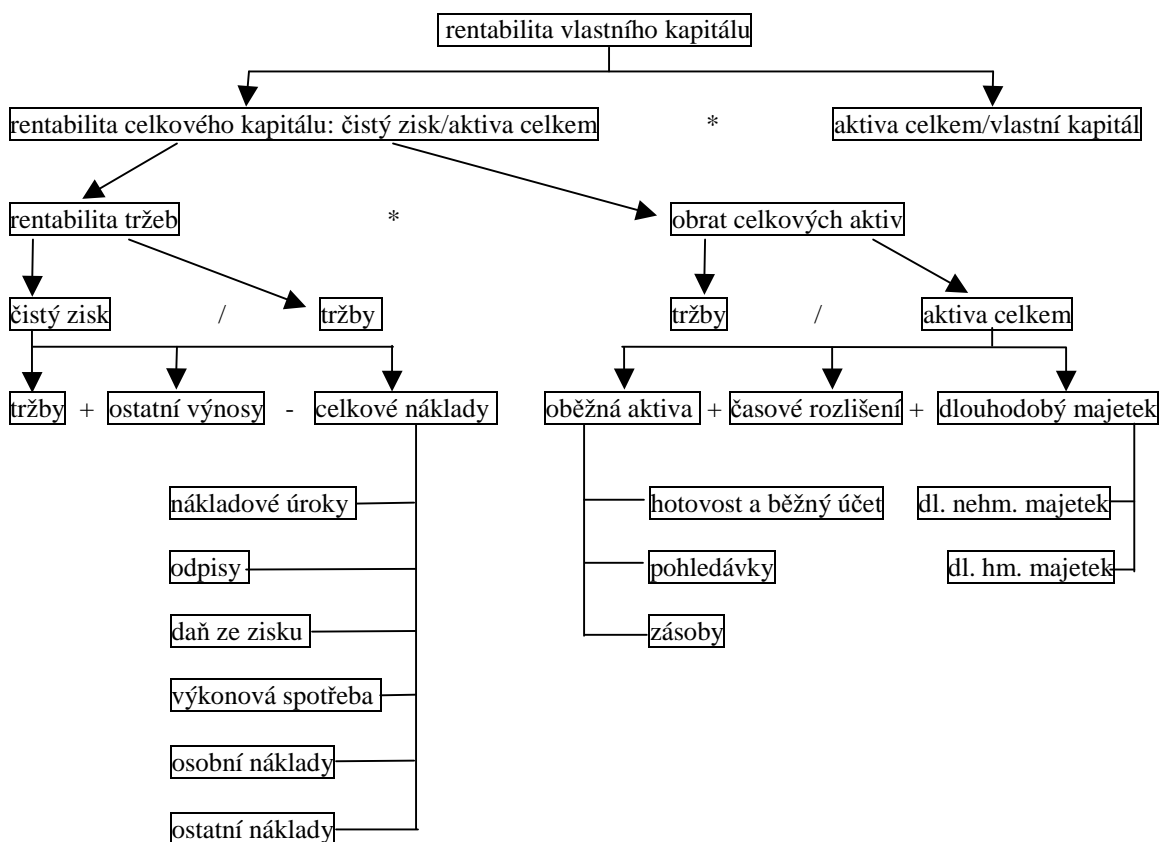 rentabilita vlastního kapitálu
rentabilita celkového kapitálu: čistý zisk/aktiva celkem * aktiva celkem/vlastní kapitál
rentabilita tržeb * obrat celkových aktiv
čistý zisk / tržby tržby / aktiva celkem
tržby + ostatní výnosy - celkové náklady oběžná aktiva + časové rozlišení + dlouhodobý majetek
nákladové úroky hotovost a běžný účet dl. nehm. majetek
odpisy pohledávky dl. hm. majetek
daň ze zisku zásoby
výkonová spotřeba
osobní náklady
ostatní náklady